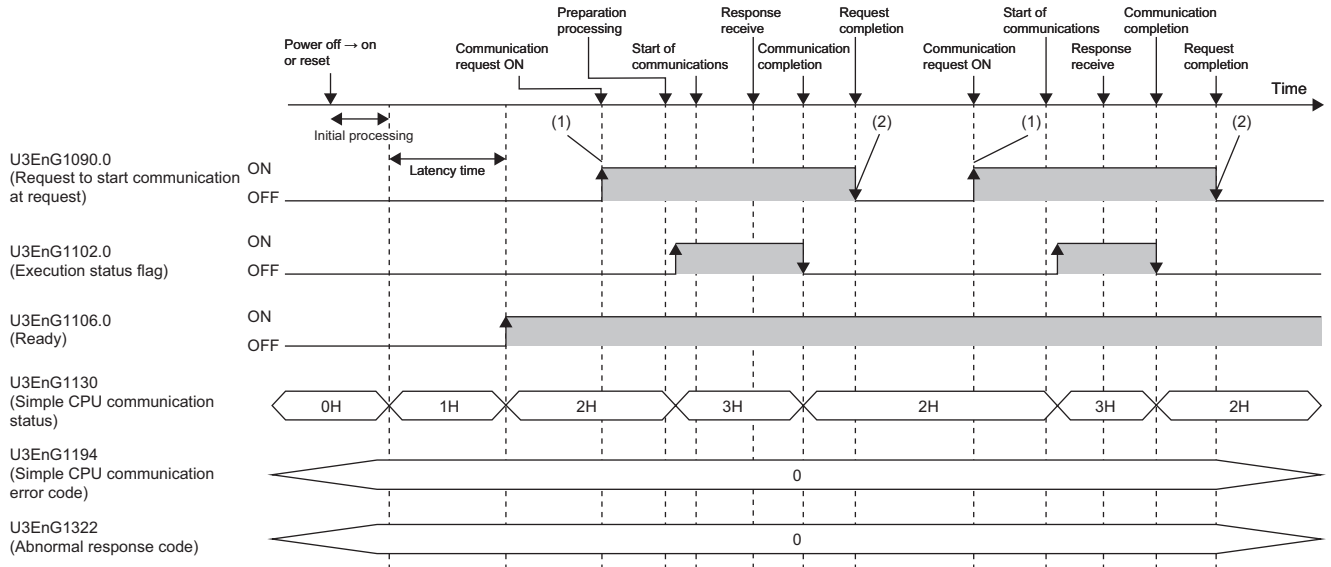 Power off → on
or reset
Communication
request ON
Preparation
processing
Start of
communications
Response
receive
Communication
completion
Request
completion
Communication
request ON
Start of
communications
Response
receive
Communication
completion
Request
completion
Time
Initial processing
Latency time
(1)
(2)
(1)
(2)
U3EnG1090.0
(Request to start communication
at request)
ON
OFF
U3EnG1102.0
(Execution status flag)
ON
OFF
U3EnG1106.0
(Ready)
ON
OFF
U3EnG1130
(Simple CPU communication
status)
0H
1H
2H
3H
2H
3H
2H
U3EnG1194
(Simple CPU communication
error code)
0
U3EnG1322
(Abnormal response code)
0